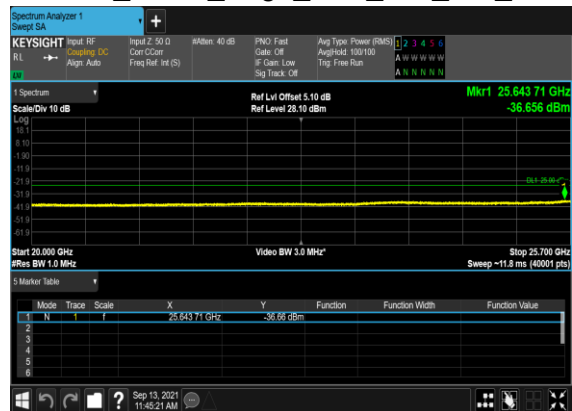 Spectrum Analyzer 1
Swept SA
+
KEYSIGHT
RL
Input: RF
Coupling: DC
Align: Auto
Input Z: 50 Ω
Corr CCorr
Freq Ref: Int (S)
#Atten: 40 dB
PNO: Fast
Gate: Off
IF Gain: Low
Sig Track: Off
Avg Type: Power (RMS)
Avg|Hold: 100/100
Trig: Free Run
1 2 3 4 5 6
A W W W W W
A N N N N N
LXI
1 Spectrum
Scale/Div 10 dB
Ref Lvl Offset 5.10 dB
Ref Level 28.10 dBm
Mkr1 25.643 71 GHz
-36.656 dBm
Log
18.1
8.10
-1.90
-11.9
-21.9
-31.9
-41.9
-51.9
-61.9
Start 20.000 GHz
#Res BW 1.0 MHz
Video BW 3.0 MHz*
Stop 25.700 GHz
Sweep ~11.8 ms (40001 pts)
5 Marker Table
Mode Trace Scale X Y Function Function Width Function Value
1 N 1 f 25.643 71 GHz -36.66 dBm
2
3
4
5
6
?
Sep 13, 2021
11:45:21 AM